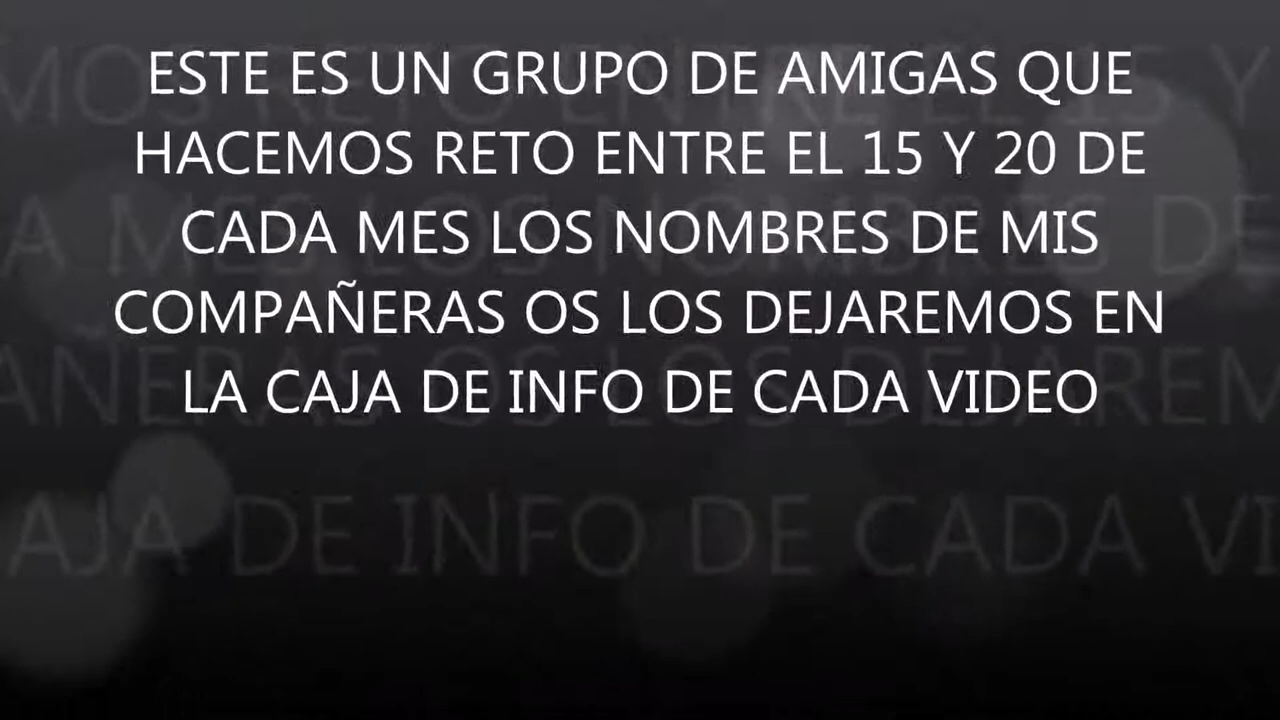 ESTE ES UN GRUPO DE AMIGAS QUE
HACEMOS RETO ENTRE EL 15 Y 20 DE
CADA MES LOS NOMBRES DE MIS
COMPAÑERAS OS LOS DEJAREMOS EN
LA CAJA DE INFO DE CADA VIDEO